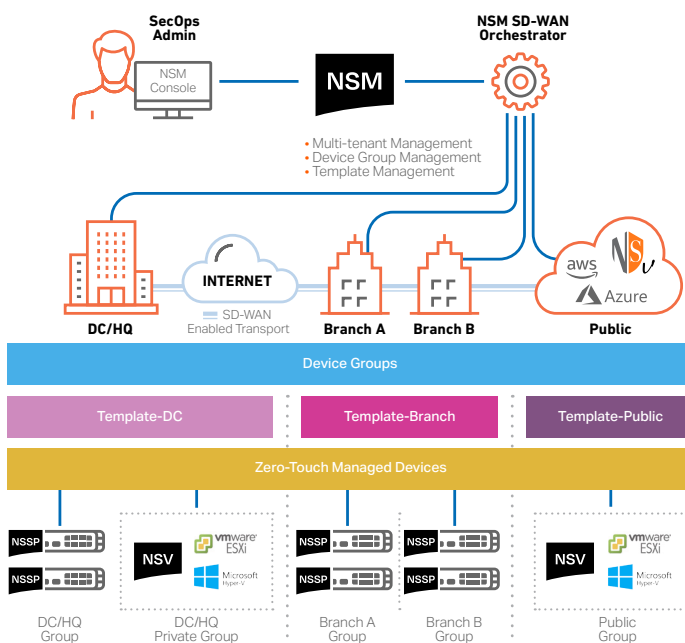 SecOps
Admin
NSM SD-WAN
Orchestrator
NSM
Console
NSM
• Multi-tenant Management
• Device Group Management
• Template Management
INTERNET
aws
NSv
Azure
DC/HQ
SD-WAN
Enabled Transport
Branch A
Branch B
Public
Device Groups
Template-DC
Template-Branch
Template-Public
Zero-Touch Managed Devices
NSSP
NSSP
NSV
vmware
ESXi
Microsoft
Hyper-V
NSSP
NSSP
NSSP
NSSP
NSV
vmware
ESXi
Microsoft
Hyper-V
DC/HQ
Group
DC/HQ
Private Group
Branch A
Group
Branch B
Group
Public
Group